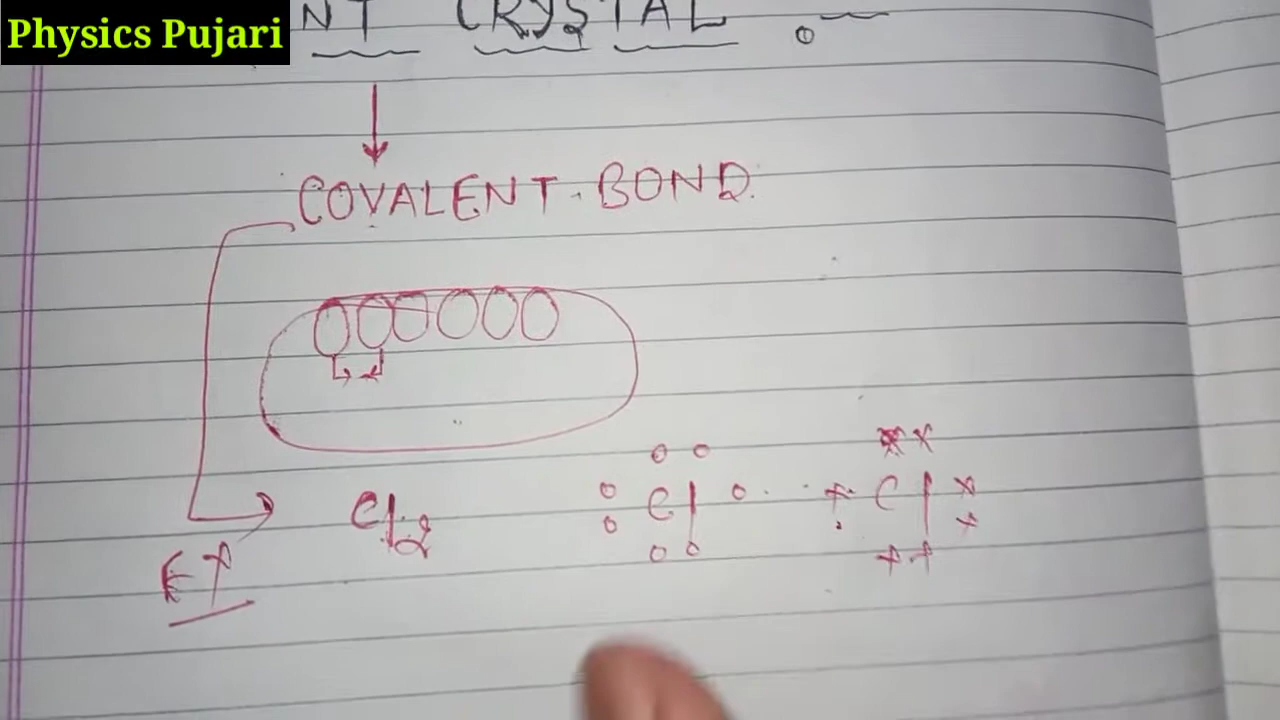 Physics Pujari
NT CRYSTAL
COVALENT BOND.
Cl2 Cl Cl
EX